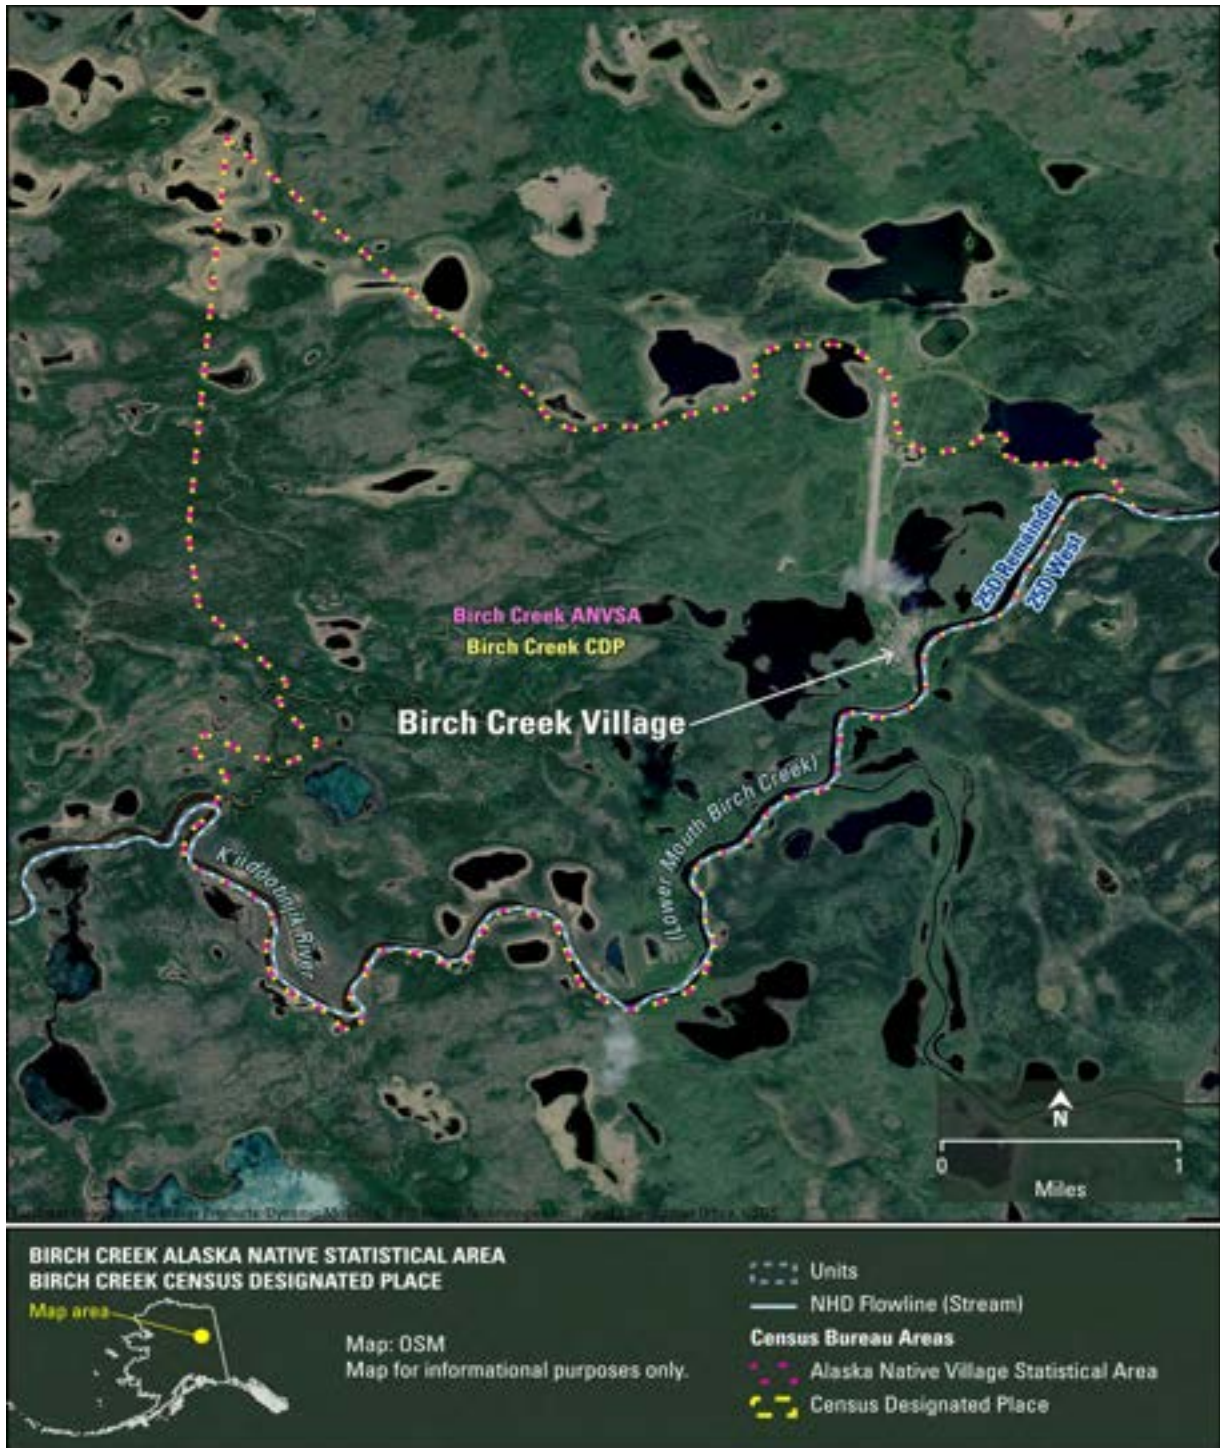 25D Remainder
25D West
Birch Creek ANVSA
Birch Creek CDP
Birch Creek Village
(Lower Mouth Birch Creek)
N
0 1
Miles
BIRCH CREEK ALASKA NATIVE STATISTICAL AREA
BIRCH CREEK CENSUS DESIGNATED PLACE
Map area
Map: OSM
Map for informational purposes only.
Units
NHD Flowline (Stream)
Census Bureau Areas
Alaska Native Village Statistical Area
Census Designated Place